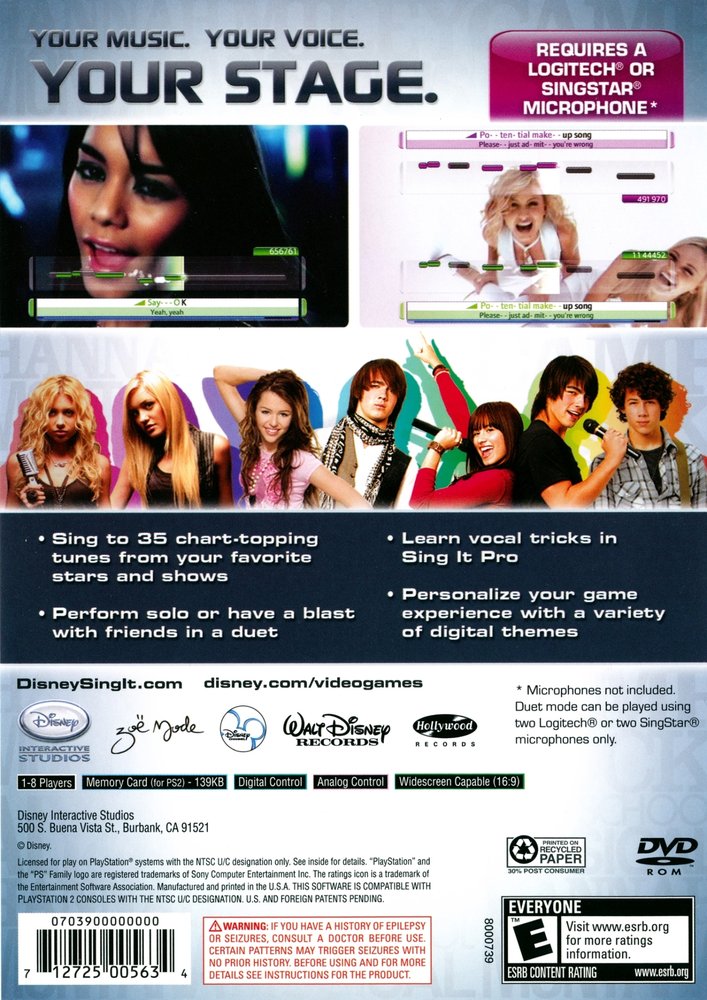 YOUR MUSIC. YOUR VOICE.
YOUR STAGE.
REQUIRES A
LOGITECH® OR
SINGSTAR®
MICROPHONE*
656761
Say- - - OK
Yeah, yeah
Po- - ten- tial make- - up song
Please- - just ad- mit- - you're wrong
491970
1144452
Po- - ten- tial make- - up song
Please- - just ad- mit- - you're wrong
• Sing to 35 chart-topping
tunes from your favorite
stars and shows
• Perform solo or have a blast
with friends in a duet
• Learn vocal tricks in
Sing It Pro
• Personalize your game
experience with a variety
of digital themes
DisneySingIt.com disney.com/videogames
* Microphones not included.
Duet mode can be played using
two Logitech® or two SingStar®
microphones only.
Disney
INTERACTIVE
STUDIOS
zoë mode
Disney
CHANNEL
WALT DISNEY
RECORDS
Hollywood
RECORDS
1-8 Players
Memory Card (for PS2) - 139KB
Digital Control
Analog Control
Widescreen Capable (16:9)
Disney Interactive Studios
500 S. Buena Vista St., Burbank, CA 91521
© Disney.
Licensed for play on PlayStation® systems with the NTSC U/C designation only. See inside for details. "PlayStation" and
the "PS" Family logo are registered trademarks of Sony Computer Entertainment Inc. The ratings icon is a trademark of
the Entertainment Software Association. Manufactured and printed in the U.S.A. THIS SOFTWARE IS COMPATIBLE WITH
PLAYSTATION 2 CONSOLES WITH THE NTSC U/C DESIGNATION. U.S. AND FOREIGN PATENTS PENDING.
PRINTED ON
RECYCLED
PAPER
30% POST CONSUMER
DVD
ROM
0703900000000
7 12725 00563 4
WARNING: IF YOU HAVE A HISTORY OF EPILEPSY
OR SEIZURES, CONSULT A DOCTOR BEFORE USE.
CERTAIN PATTERNS MAY TRIGGER SEIZURES WITH
NO PRIOR HISTORY. BEFORE USING AND FOR MORE
DETAILS SEE INSTRUCTIONS FOR THE PRODUCT.
8000739
EVERYONE
E
Visit www.esrb.org
for more ratings
information.
ESRB CONTENT RATING www.esrb.org